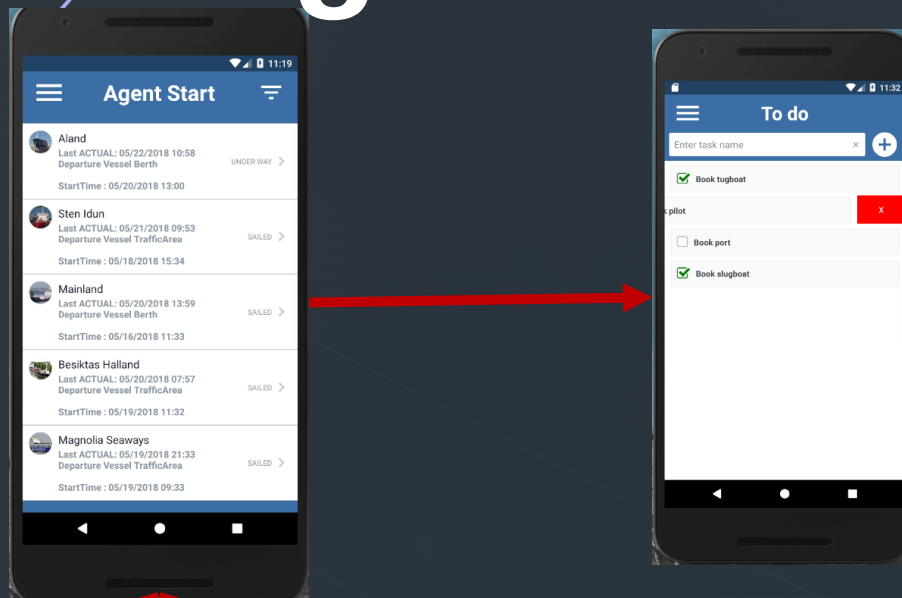 11:19
Agent Start
Aland
Last ACTUAL: 05/22/2018 10:58
Departure Vessel Berth
UNDER WAY
StartTime : 05/20/2018 13:00
Sten Idun
Last ACTUAL: 05/21/2018 09:53
Departure Vessel TrafficArea
SAILED
StartTime : 05/18/2018 15:34
Mainland
Last ACTUAL: 05/20/2018 13:59
Departure Vessel Berth
SAILED
StartTime : 05/16/2018 11:33
Besiktas Halland
Last ACTUAL: 05/20/2018 07:57
Departure Vessel TrafficArea
SAILED
StartTime : 05/19/2018 11:32
Magnolia Seaways
Last ACTUAL: 05/19/2018 21:33
Departure Vessel TrafficArea
SAILED
StartTime : 05/19/2018 09:33
11:32
To do
Enter task name
×
+
Book tugboat
k pilot
X
Book port
Book slugboat